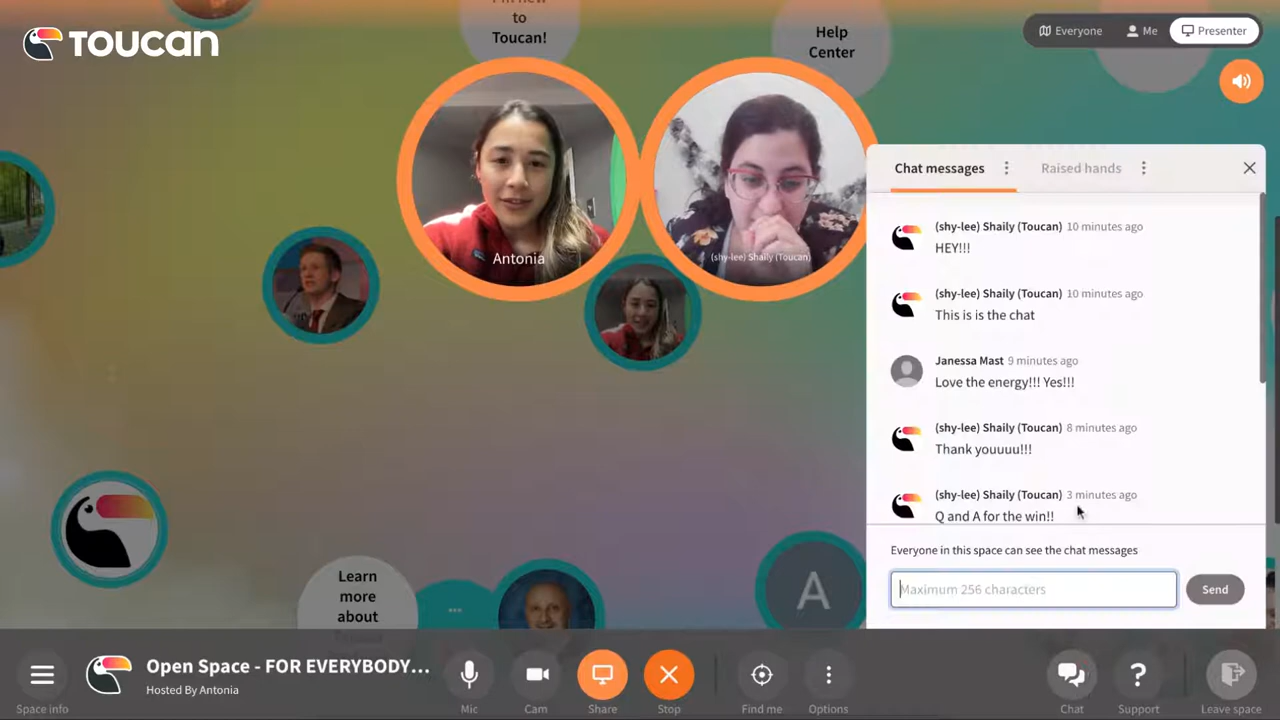 TOUCAN
I'm new
to
Toucan!
Help
Center
Everyone
Me
Presenter
Antonia
(shy-lee) Shaily (Toucan)
Chat messages
Raised hands
(shy-lee) Shaily (Toucan) 10 minutes ago
HEY!!!
(shy-lee) Shaily (Toucan) 10 minutes ago
This is is the chat
Janessa Mast 9 minutes ago
Love the energy!!! Yes!!!
(shy-lee) Shaily (Toucan) 8 minutes ago
Thank youuuu!!!
(shy-lee) Shaily (Toucan) 3 minutes ago
Q and A for the win!!
Everyone in this space can see the chat messages
Maximum 256 characters
Send
Learn
more
about
A
Open Space - FOR EVERYBODY...
Hosted By Antonia
Space info
Mic
Cam
Share
Stop
Find me
Options
Chat
Support
Leave space